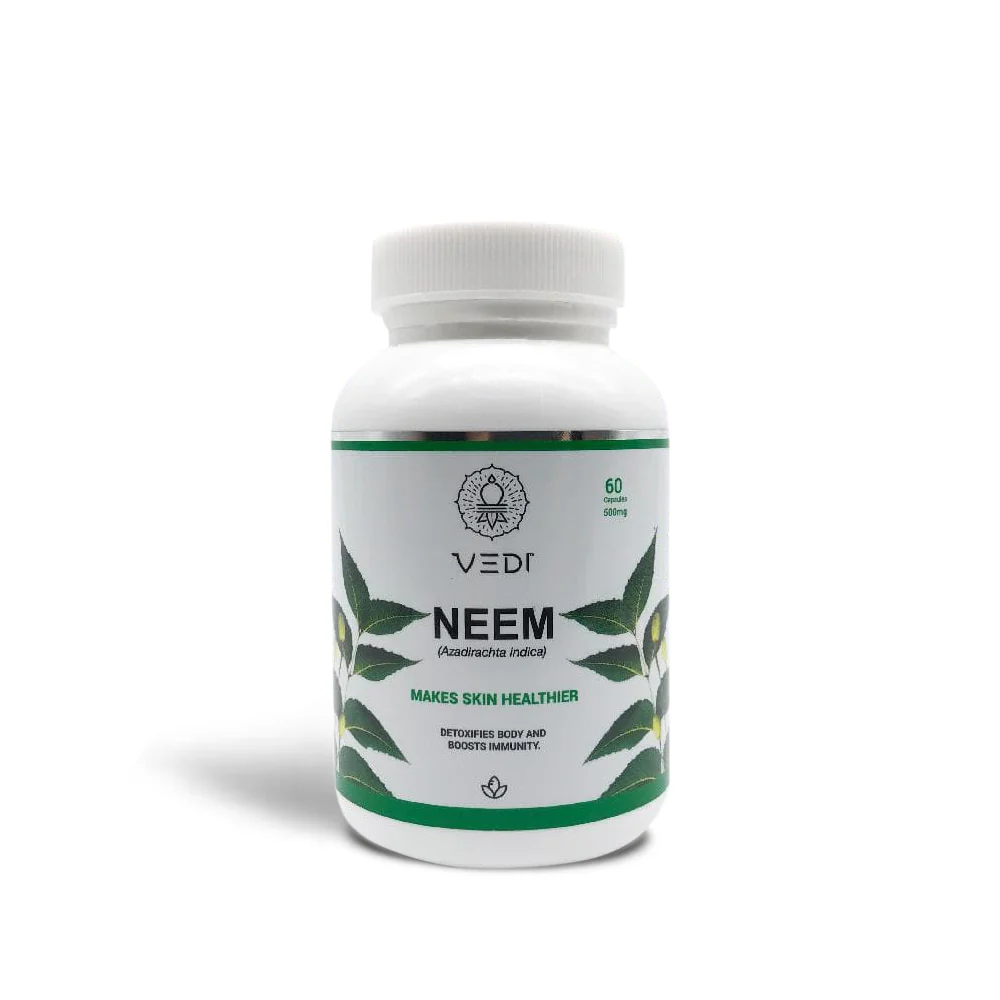 VEDI
60
Capsules
500mg
NEEM
(Azadirachta indica)
MAKES SKIN HEALTHIER
DETOXIFIES BODY AND
BOOSTS IMMUNITY.